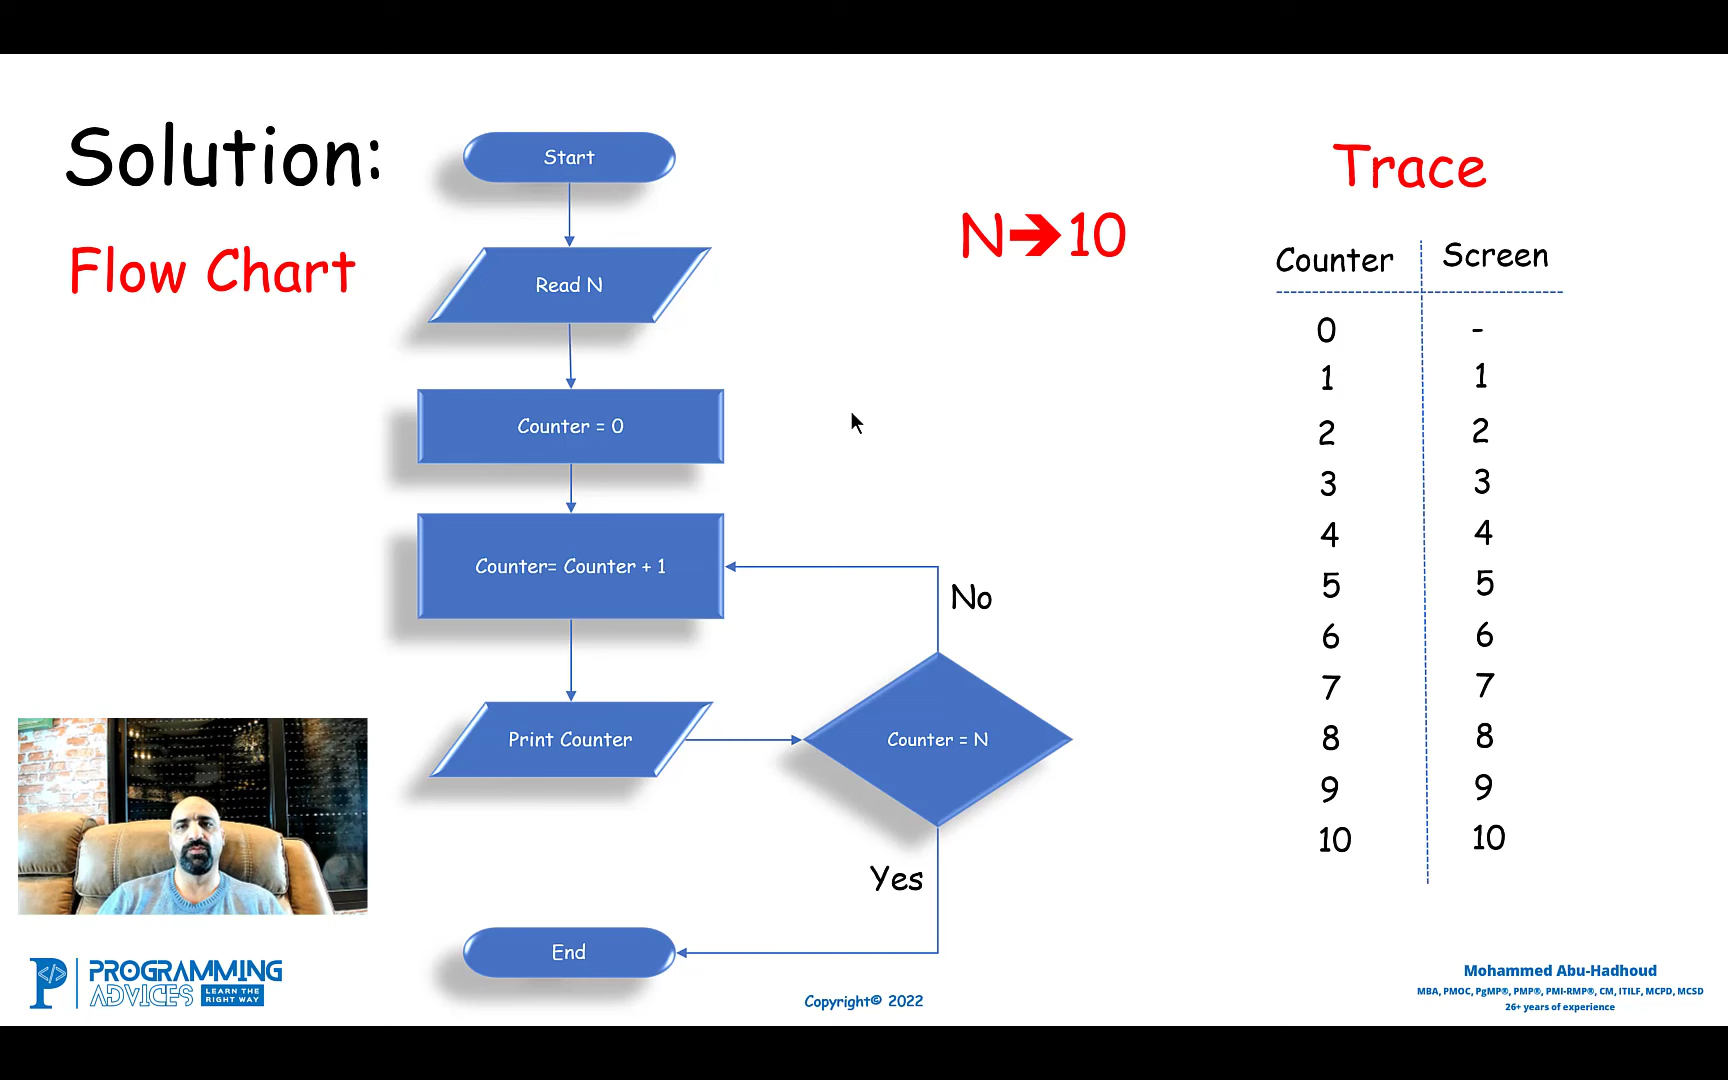 Solution:
Flow Chart
Start
Read N
Counter = 0
Counter= Counter + 1
Print Counter
Counter = N
No
Yes
End
N➔10
Trace
Counter Screen
0 -
1 1
2 2
3 3
4 4
5 5
6 6
7 7
8 8
9 9
10 10
PROGRAMMING
ADVICES LEARN THE
RIGHT WAY
Copyright© 2022
Mohammed Abu-Hadhoud
MBA, PMOC, PgMP®, PMP®, PMI-RMP®, CM, ITILF, MCPD, MCSD
26+ years of experience